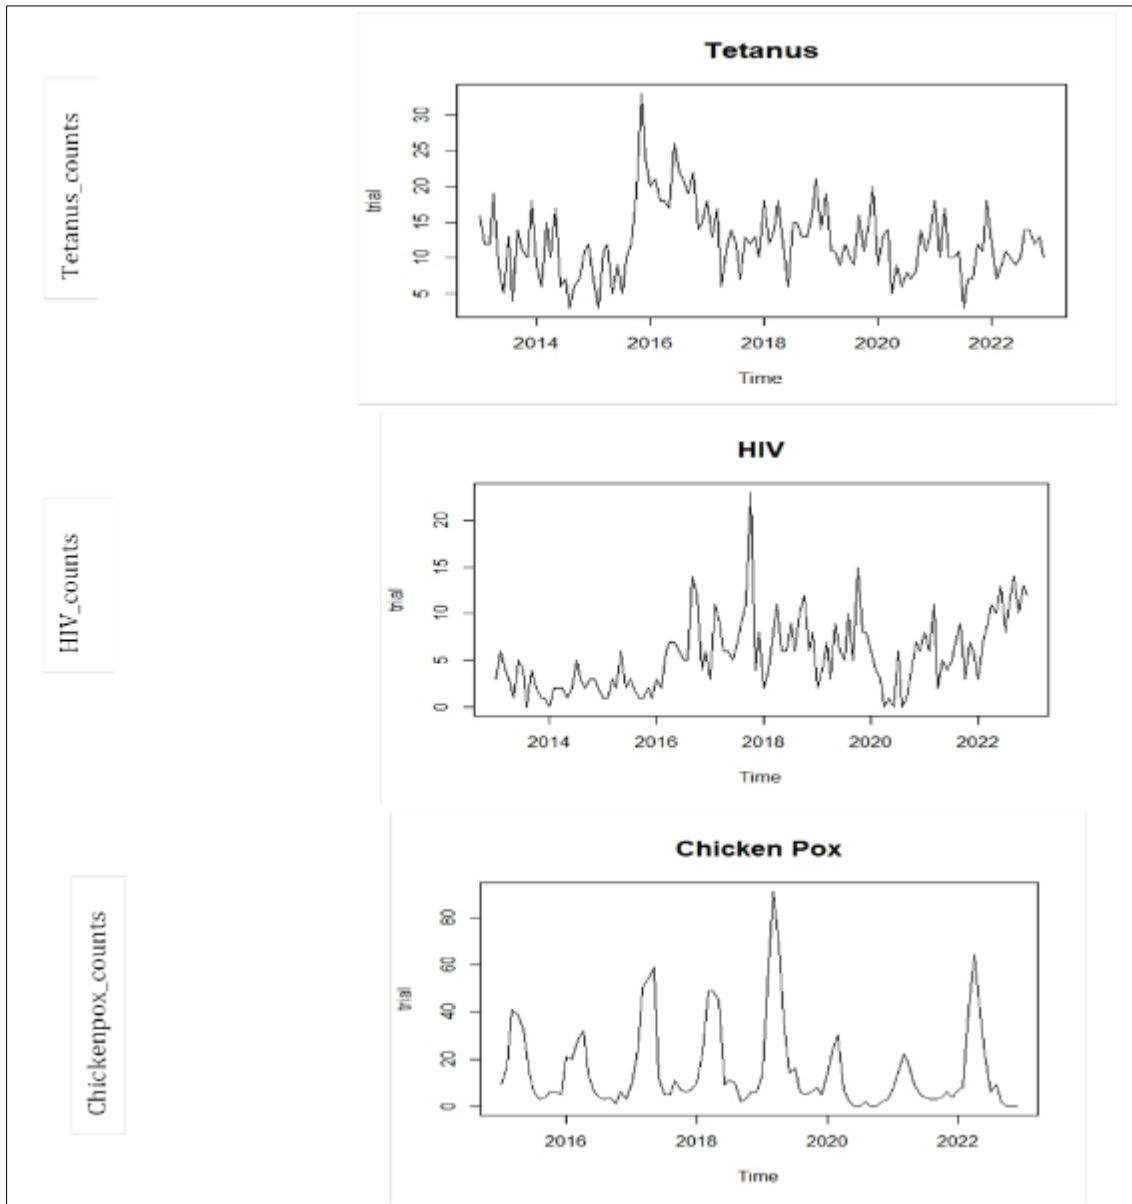 Tetanus_counts
Tetanus
trial
30
25
20
15
10
5
2014 2016 2018 2020 2022
Time
HIV_counts
HIV
trial
20
15
10
5
0
2014 2016 2018 2020 2022
Time
Chickenpox_counts
Chicken Pox
trial
80
60
40
20
0
2016 2018 2020 2022
Time